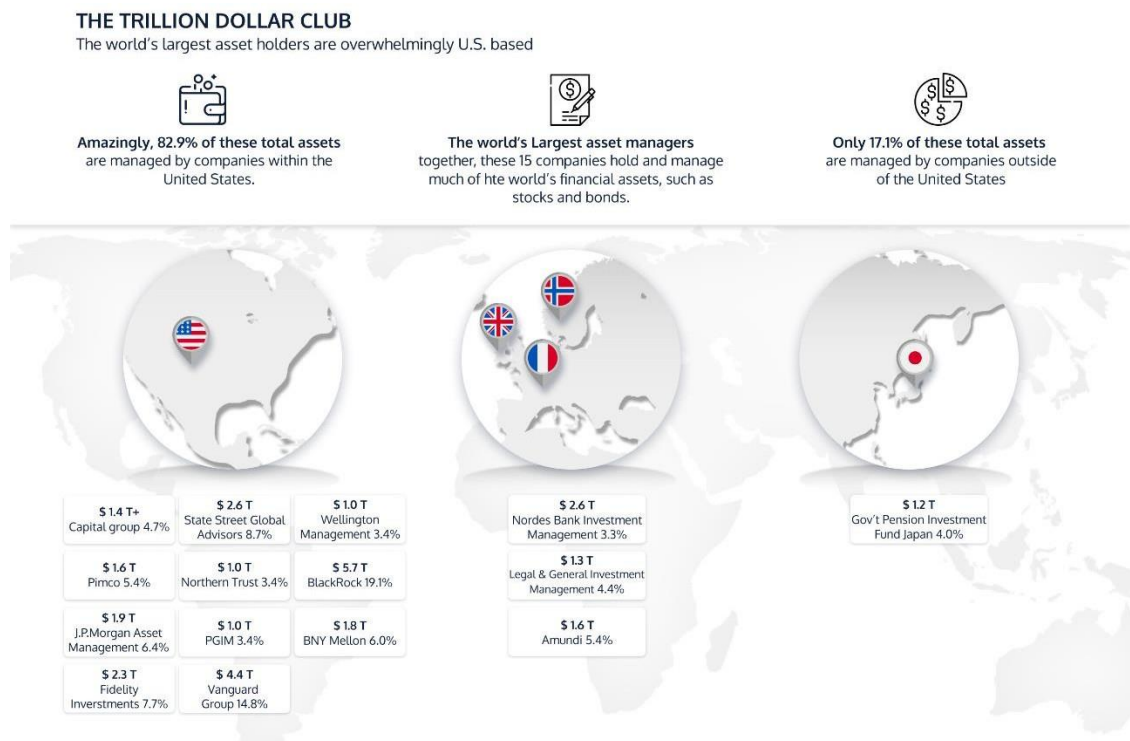 THE TRILLION DOLLAR CLUB
The world's largest asset holders are overwhelmingly U.S. based
Amazingly, 82.9% of these total assets
are managed by companies within the
United States.
The world's Largest asset managers
together, these 15 companies hold and manage
much of hte world's financial assets, such as
stocks and bonds.
Only 17.1% of these total assets
are managed by companies outside
of the United States
$ 1.4 T+
Capital group 4.7%
$ 2.6 T
State Street Global
Advisors 8.7%
$ 1.0 T
Wellington
Management 3.4%
$ 1.6 T
Pimco 5.4%
$ 1.0 T
Northern Trust 3.4%
$ 5.7 T
BlackRock 19.1%
$ 1.9 T
J.P.Morgan Asset
Management 6.4%
$ 1.0 T
PGIM 3.4%
$ 1.8 T
BNY Mellon 6.0%
$ 2.3 T
Fidelity
Inverstments 7.7%
$ 4.4 T
Vanguard
Group 14.8%
$ 2.6 T
Nordes Bank Investment
Management 3.3%
$ 1.3 T
Legal & General Investment
Management 4.4%
$ 1.6 T
Amundi 5.4%
$ 1.2 T
Gov't Pension Investment
Fund Japan 4.0%